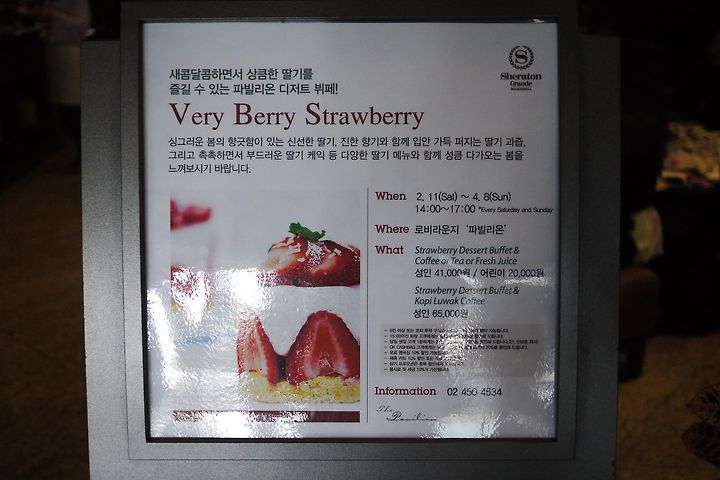 새콤달콤하면서 상큼한 딸기를
즐길 수 있는 파빌리온 디저트 뷔페!
Very Berry Strawberry
싱그러운 봄의 향긋함이 있는 신선한 딸기, 진한 향기와 함께 입안 가득 퍼지는 딸기 과즙,
그리고 촉촉하면서 부드러운 딸기 케익 등 다양한 딸기 메뉴와 함께 성큼 다가오는 봄을
느껴보시기 바랍니다.
S
Sheraton
Grande
WALKERHILL
When 2. 11(Sat) ~ 4. 8(Sun)
14:00~17:00 *Every Saturday and Sunday
Where 로비라운지 '파빌리온'
What Strawberry Dessert Buffet &
Coffee or Tea or Fresh Juice
성인 41,000원 / 어린이 20,000원
Strawberry Dessert Buffet &
Kopi Luwak Coffee
성인 65,000원
Information 02 450 4534
The
Pavilion